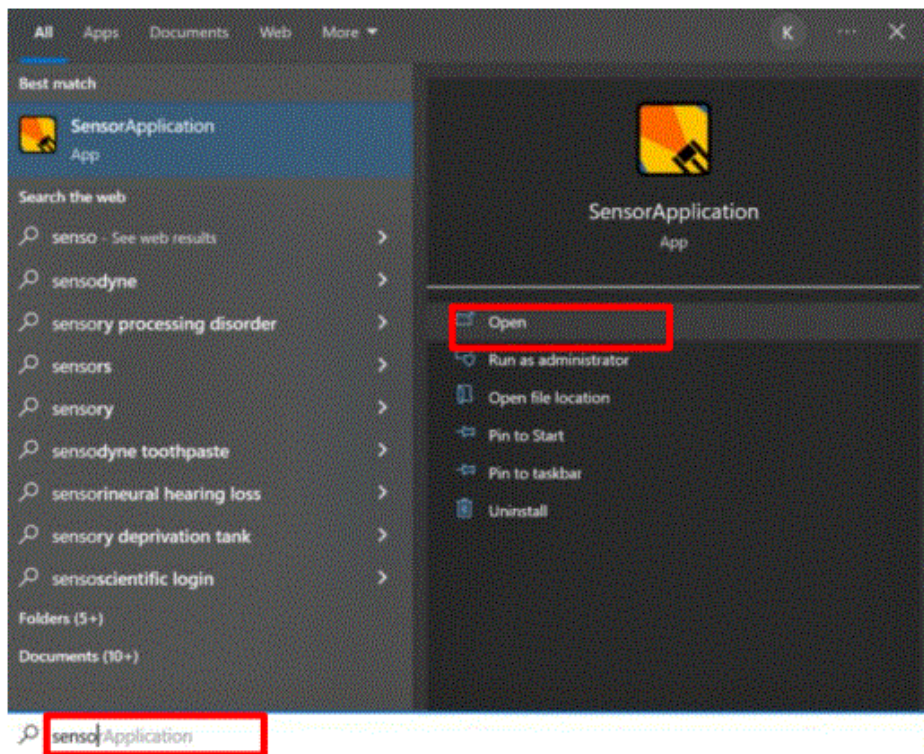 All Apps Documents Web More K ...
Best match
SensorApplication
App
Search the web
senso - See web results
sensodyne
sensory processing disorder
sensors
sensory
sensodyne toothpaste
sensorineural hearing loss
sensory deprivation tank
sensoscientific login
Folders (5+)
Documents (10+)
SensorApplication
App
Open
Run as administrator
Open file location
Pin to Start
Pin to taskbar
Uninstall
sensorApplication